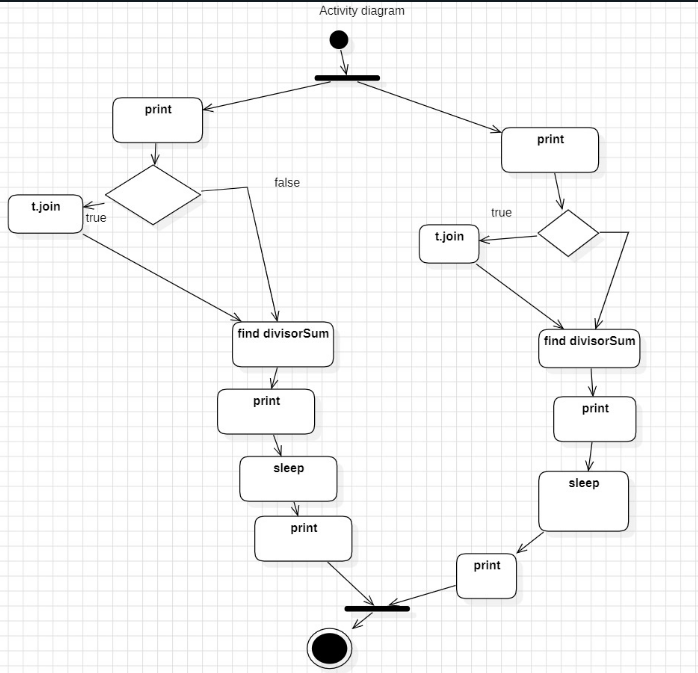 Activity diagram
print
print
false
t.join
true
true
t.join
find divisorSum
find divisorSum
print
print
sleep
sleep
print
print